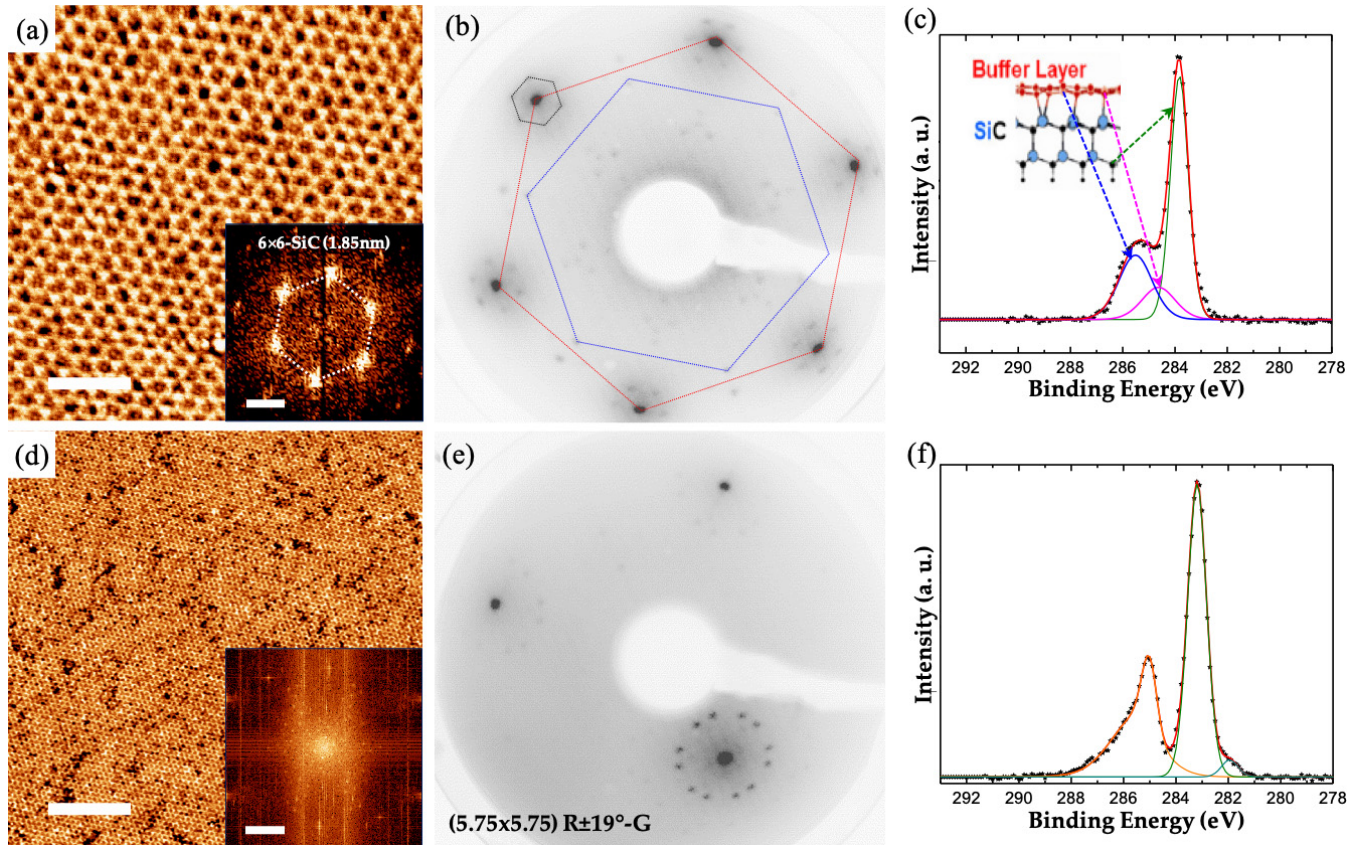 (a)
6×6-SiC (1.85nm)
(b)
(c)
Buffer Layer
SiC
Intensity (a. u.)
292 290 288 286 284 282 280 278
Binding Energy (eV)
(d)
(e)
(5.75x5.75) R±19°-G
(f)
Intensity (a. u.)
292 290 288 286 284 282 280 278
Binding Energy (eV)